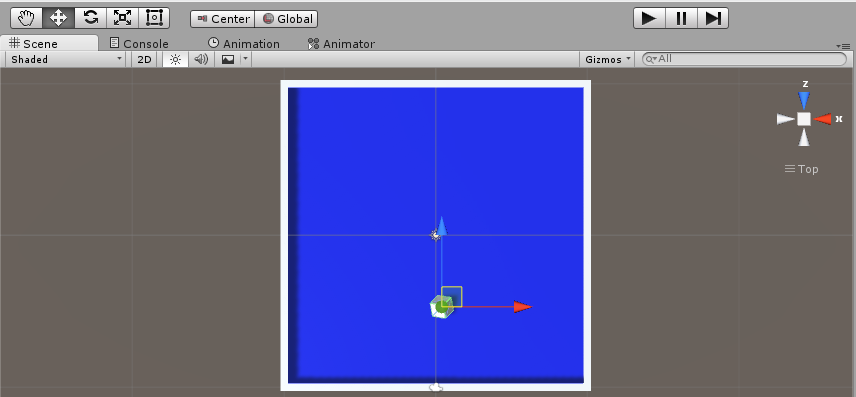 Center Global
Scene Console Animation Animator
Shaded 2D Gizmos All
z
x
Top